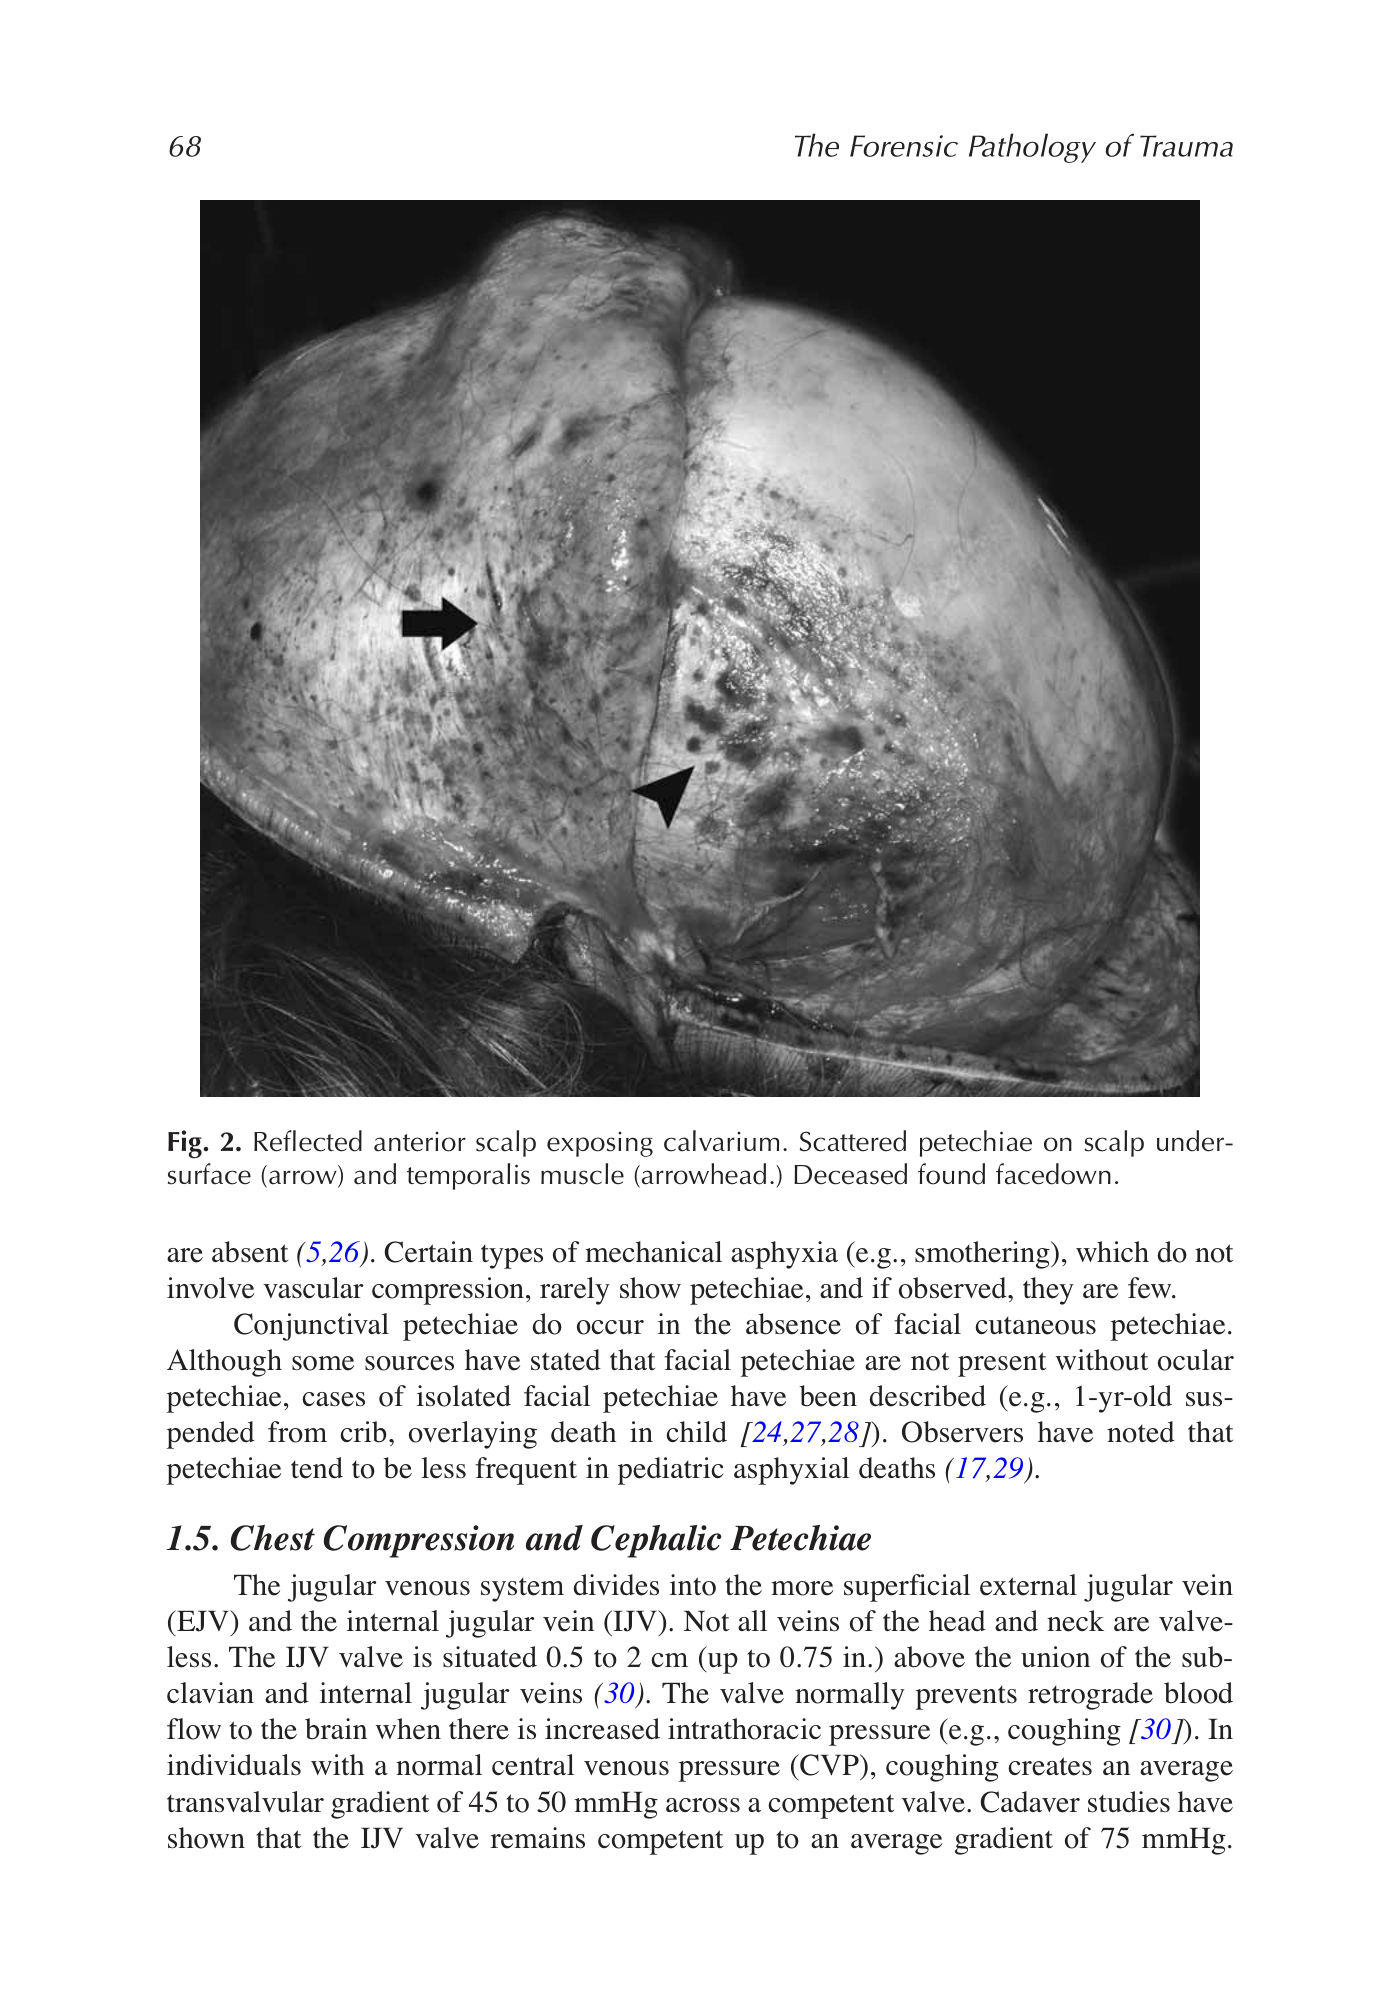 68
The Forensic Pathology of Trauma
Fig. 2. Reflected anterior scalp exposing calvarium. Scattered petechiae on scalp under-
surface (arrow) and temporalis muscle (arrowhead.) Deceased found facedown.
are absent (5,26). Certain types of mechanical asphyxia (e.g., smothering), which do not
involve vascular compression, rarely show petechiae, and if observed, they are few.
Conjunctival petechiae do occur in the absence of facial cutaneous petechiae.
Although some sources have stated that facial petechiae are not present without ocular
petechiae, cases of isolated facial petechiae have been described (e.g., 1-yr-old sus-
pended from crib, overlaying death in child [24,27,28]). Observers have noted that
petechiae tend to be less frequent in pediatric asphyxial deaths (17,29).
1.5. Chest Compression and Cephalic Petechiae
The jugular venous system divides into the more superficial external jugular vein
(EJV) and the internal jugular vein (IJV). Not all veins of the head and neck are valve-
less. The IJV valve is situated 0.5 to 2 cm (up to 0.75 in.) above the union of the sub-
clavian and internal jugular veins (30). The valve normally prevents retrograde blood
flow to the brain when there is increased intrathoracic pressure (e.g., coughing [30]). In
individuals with a normal central venous pressure (CVP), coughing creates an average
transvalvular gradient of 45 to 50 mmHg across a competent valve. Cadaver studies have
shown that the IJV valve remains competent up to an average gradient of 75 mmHg.